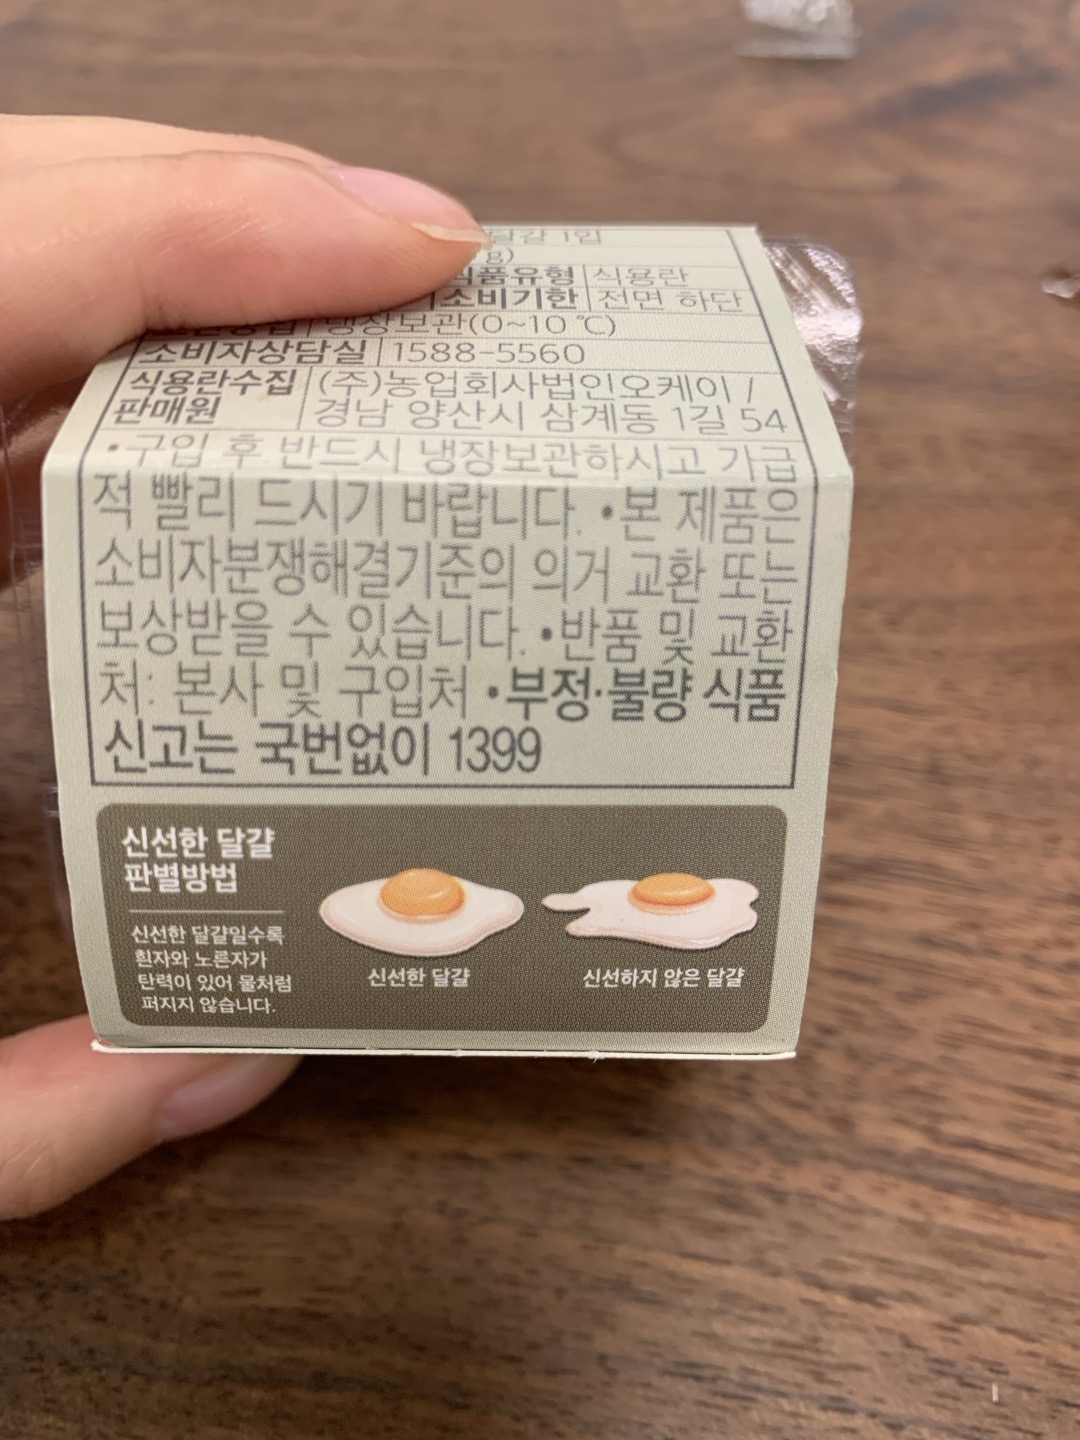 달걀 1입
g)
식품유형 식용란
소비기한 전면 하단
냉장보관(0~10 ℃)
소비자상담실 1588-5560
식용란수집 (주)농업회사법인오케이 /
판매원 경남 양산시 삼계동 1길 54
•구입 후 반드시 냉장보관하시고 가급
적 빨리 드시기 바랍니다. •본 제품은
소비자분쟁해결기준의 의거 교환 또는
보상받을 수 있습니다. •반품 및 교환
처: 본사 및 구입처 •부정·불량 식품
신고는 국번없이 1399
신선한 달걀
판별방법
신선한 달걀일수록
흰자와 노른자가
탄력이 있어 물처럼
퍼지지 않습니다.
신선한 달걀
신선하지 않은 달걀